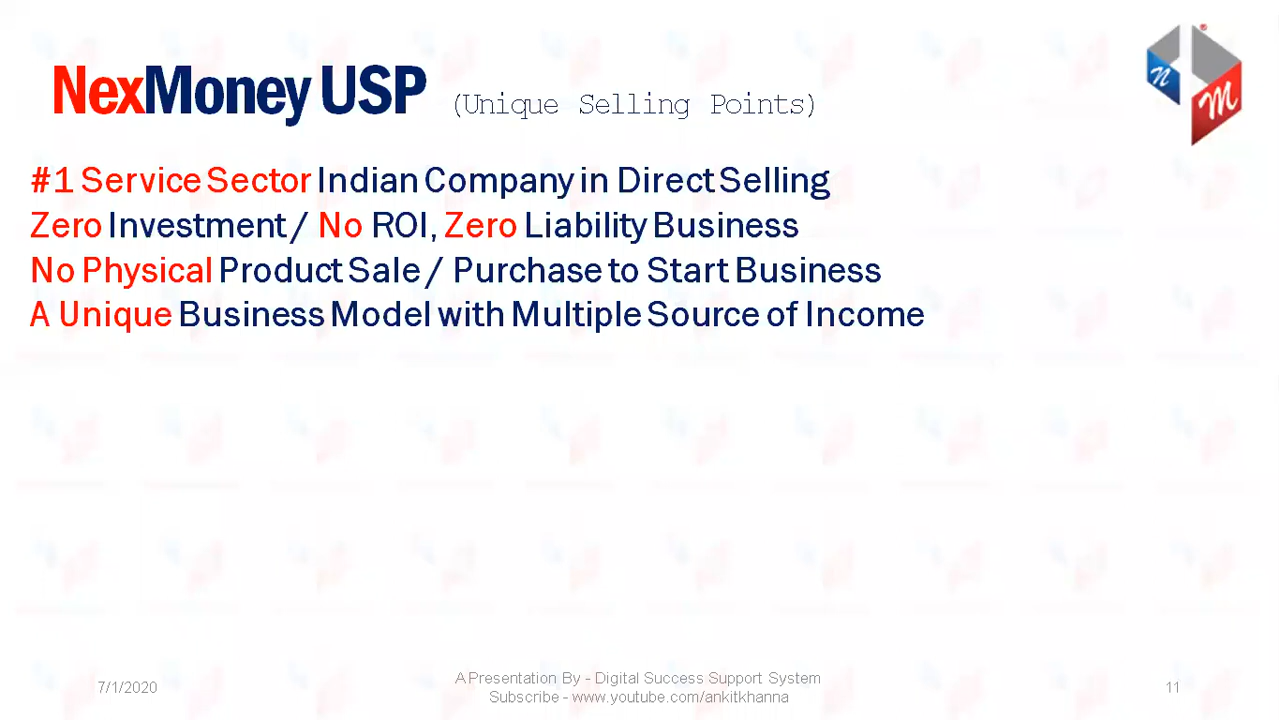 NexMoney USP (Unique Selling Points)
n M
#1 Service Sector Indian Company in Direct Selling
Zero Investment / No ROI, Zero Liability Business
No Physical Product Sale / Purchase to Start Business
A Unique Business Model with Multiple Source of Income
7/1/2020
A Presentation By - Digital Success Support System
Subscribe - www.youtube.com/ankitkhanna
11